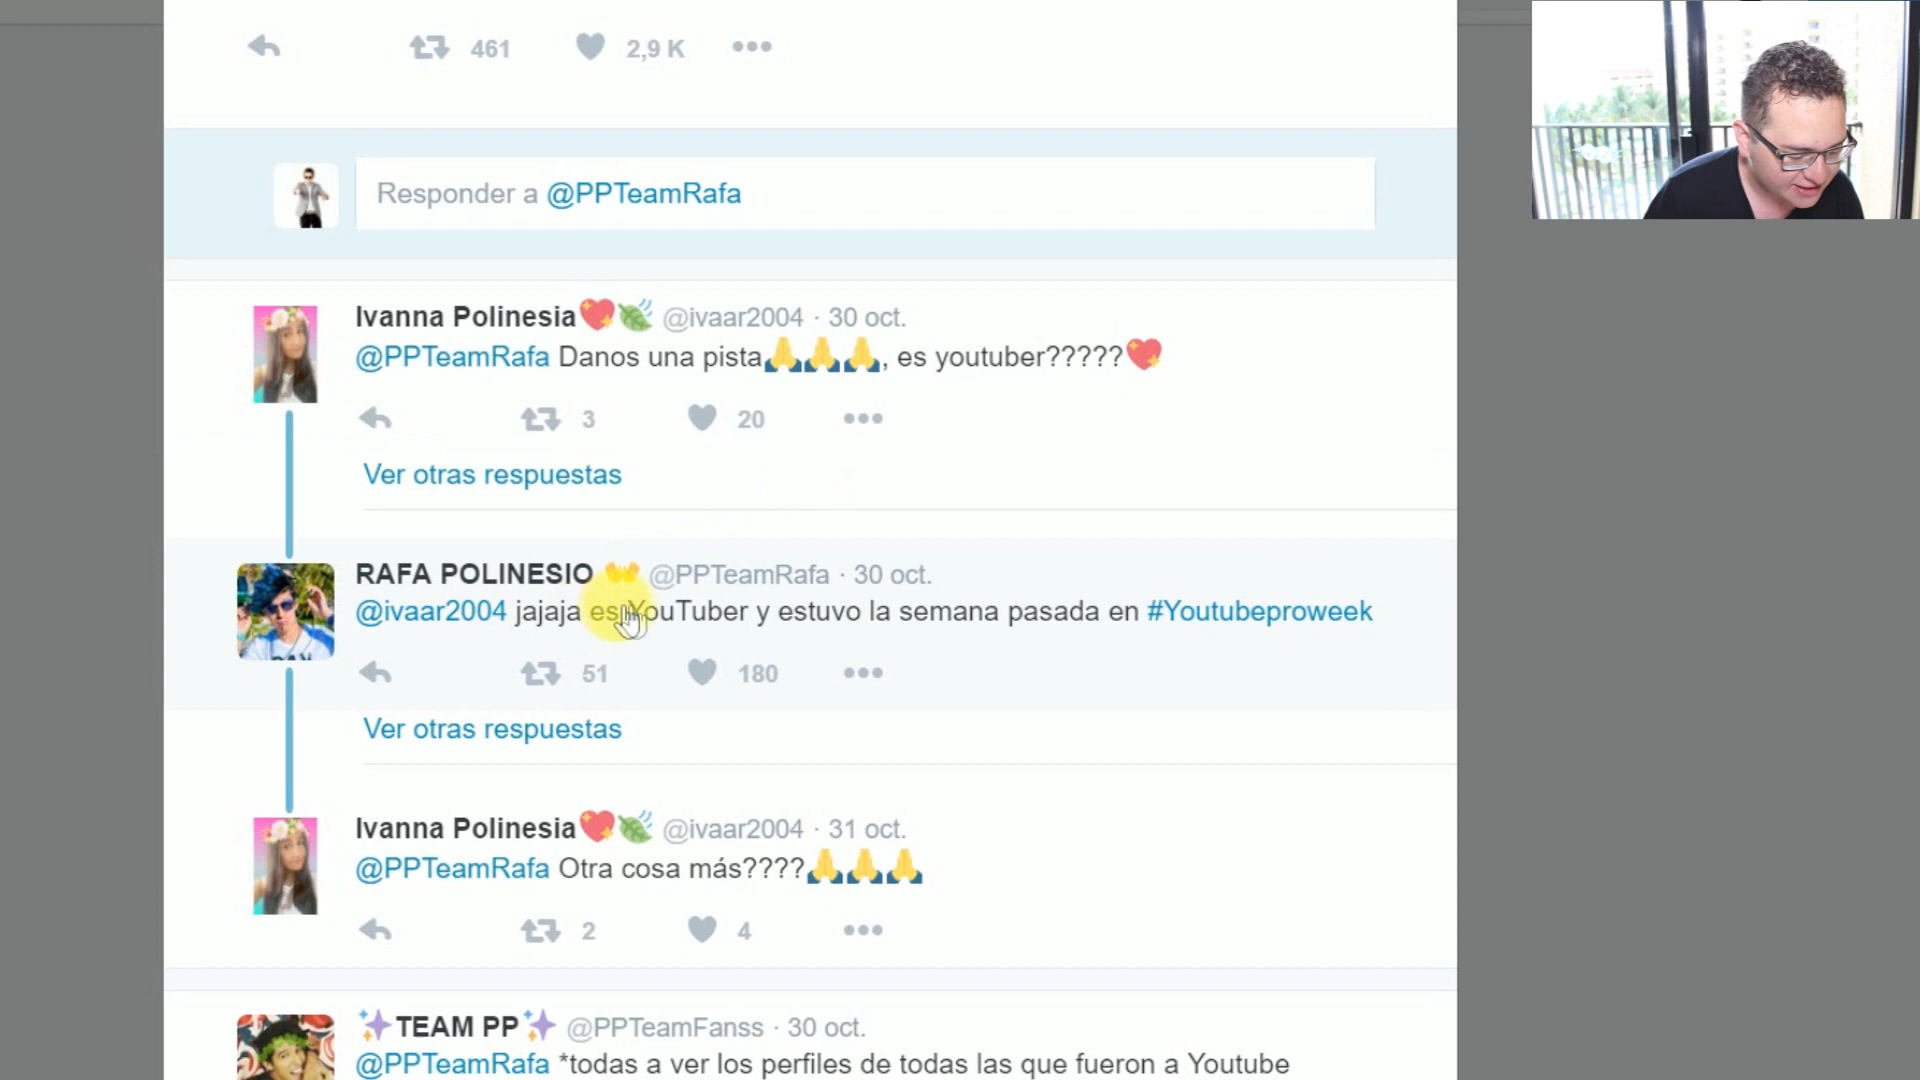 461 2,9 K
Responder a @PPTeamRafa
Ivanna Polinesia @ivaar2004 · 30 oct.
@PPTeamRafa Danos una pista, es youtuber?????
3 20
Ver otras respuestas
RAFA POLINESIO @PPTeamRafa · 30 oct.
@ivaar2004 jajaja es YouTuber y estuvo la semana pasada en #Youtubeproweek
51 180
Ver otras respuestas
Ivanna Polinesia @ivaar2004 · 31 oct.
@PPTeamRafa Otra cosa más????
2 4
TEAM PP @PPTeamFanss · 30 oct.
@PPTeamRafa *todas a ver los perfiles de todas las que fueron a Youtube